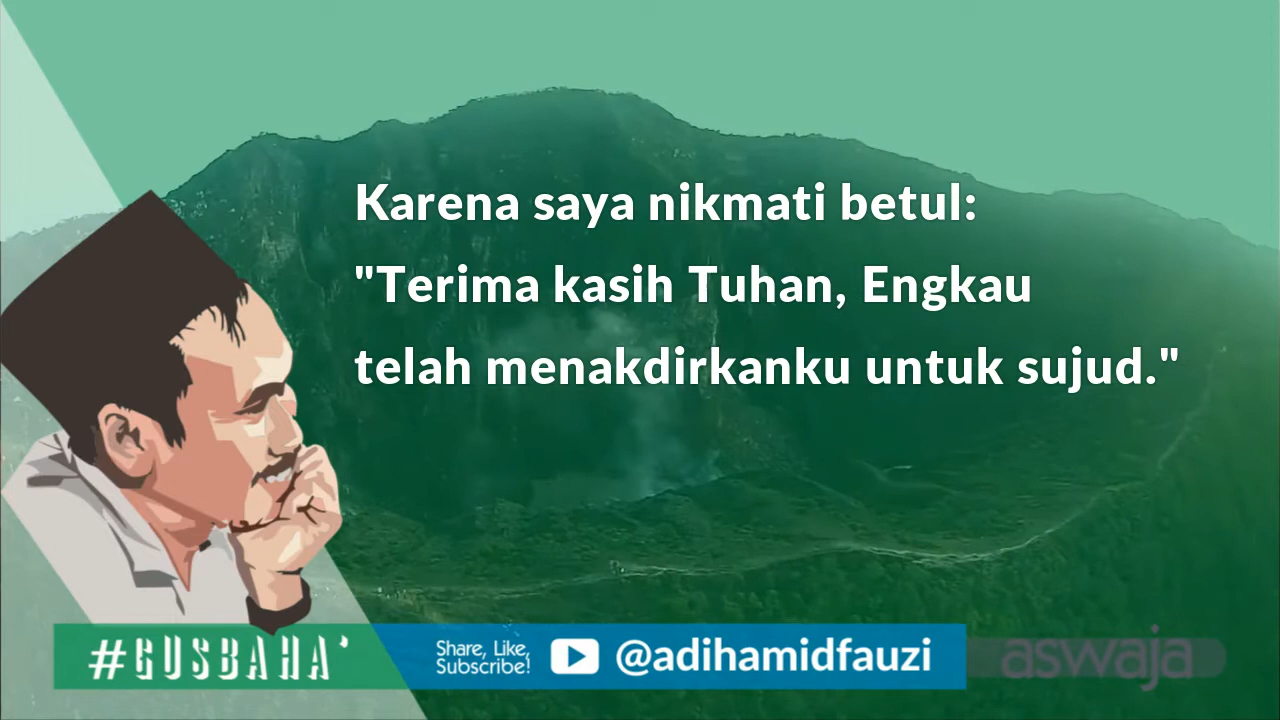 Karena saya nikmati betul:
"Terima kasih Tuhan, Engkau
telah menakdirkanku untuk sujud."
#GUSBAHA'
Share, Like,
Subscribe!
@adihamidfauzi
aswaja